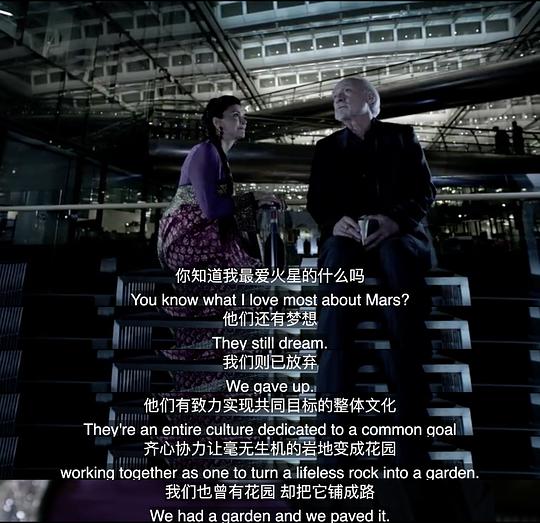 你知道我最爱火星的什么吗
You know what I love most about Mars?
他们还有梦想
They still dream.
我们则已放弃
We gave up.
他们有致力实现共同目标的整体文化
They're an entire culture dedicated to a common goal
齐心协力让毫无生机的岩地变成花园
working together as one to turn a lifeless rock into a garden.
我们也曾有花园 却把它铺成路
We had a garden and we paved it.